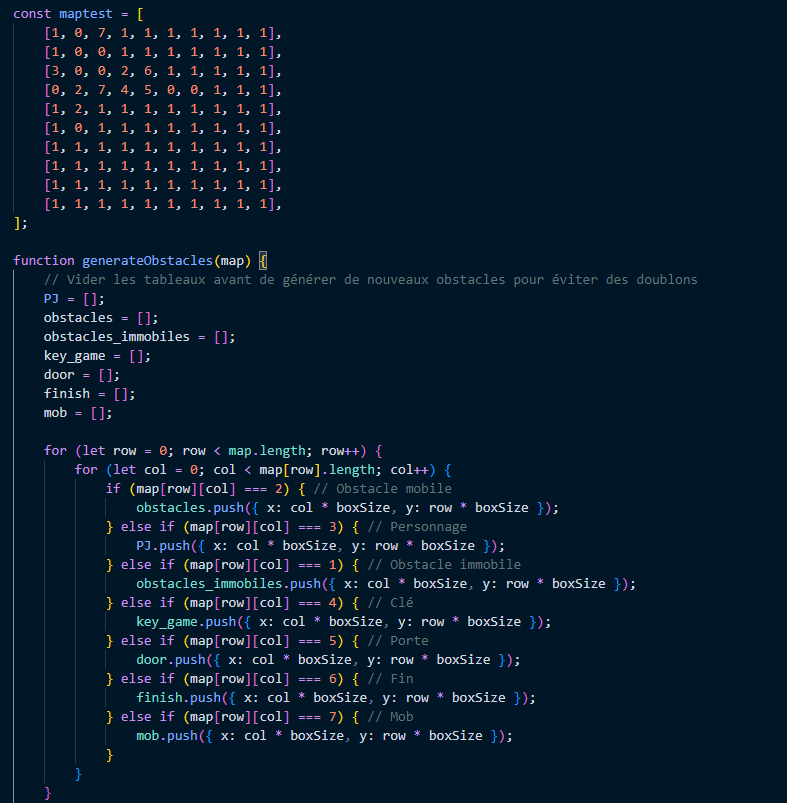 const maptest = [
    [1, 0, 7, 1, 1, 1, 1, 1, 1, 1],
    [1, 0, 0, 1, 1, 1, 1, 1, 1, 1],
    [3, 0, 0, 2, 6, 1, 1, 1, 1, 1],
    [0, 2, 7, 4, 5, 0, 0, 1, 1, 1],
    [1, 2, 1, 1, 1, 1, 1, 1, 1, 1],
    [1, 0, 1, 1, 1, 1, 1, 1, 1, 1],
    [1, 1, 1, 1, 1, 1, 1, 1, 1, 1],
    [1, 1, 1, 1, 1, 1, 1, 1, 1, 1],
    [1, 1, 1, 1, 1, 1, 1, 1, 1, 1],
    [1, 1, 1, 1, 1, 1, 1, 1, 1, 1],
];

function generateObstacles(map) {
    // Vider les tableaux avant de générer de nouveaux obstacles pour éviter des doublons
    PJ = [];
    obstacles = [];
    obstacles_immobiles = [];
    key_game = [];
    door = [];
    finish = [];
    mob = [];

    for (let row = 0; row < map.length; row++) {
        for (let col = 0; col < map[row].length; col++) {
            if (map[row][col] === 2) { // Obstacle mobile
                obstacles.push({ x: col * boxSize, y: row * boxSize });
            } else if (map[row][col] === 3) { // Personnage
                PJ.push({ x: col * boxSize, y: row * boxSize });
            } else if (map[row][col] === 1) { // Obstacle immobile
                obstacles_immobiles.push({ x: col * boxSize, y: row * boxSize });
            } else if (map[row][col] === 4) { // Clé
                key_game.push({ x: col * boxSize, y: row * boxSize });
            } else if (map[row][col] === 5) { // Porte
                door.push({ x: col * boxSize, y: row * boxSize });
            } else if (map[row][col] === 6) { // Fin
                finish.push({ x: col * boxSize, y: row * boxSize });
            } else if (map[row][col] === 7) { // Mob
                mob.push({ x: col * boxSize, y: row * boxSize });
            }
        }
    }